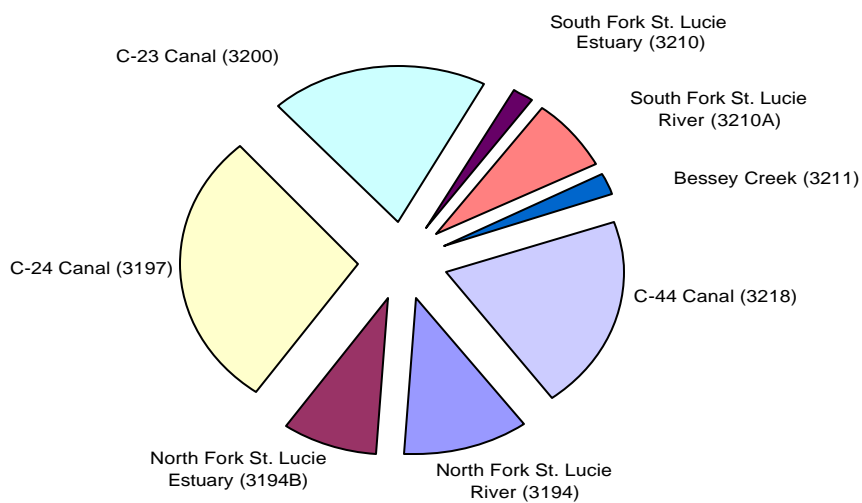 South Fork St. Lucie
Estuary (3210)
C-23 Canal (3200)
South Fork St. Lucie
River (3210A)
Bessey Creek (3211)
C-24 Canal (3197)
C-44 Canal (3218)
North Fork St. Lucie
Estuary (3194B)
North Fork St. Lucie
River (3194)